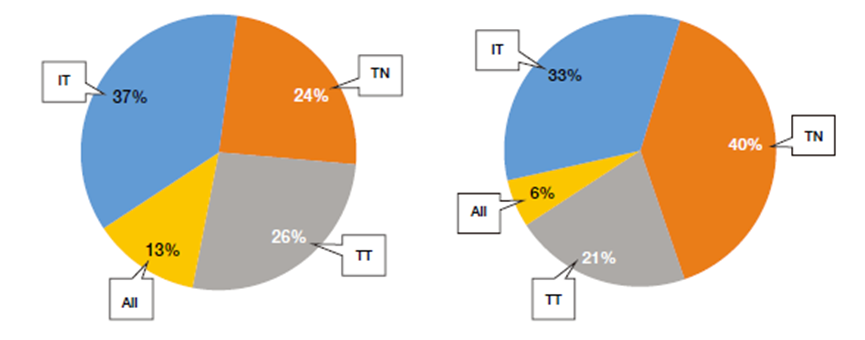 IT
37%
TN
24%
TT
26%
All
13%
IT
33%
TN
40%
All
6%
TT
21%